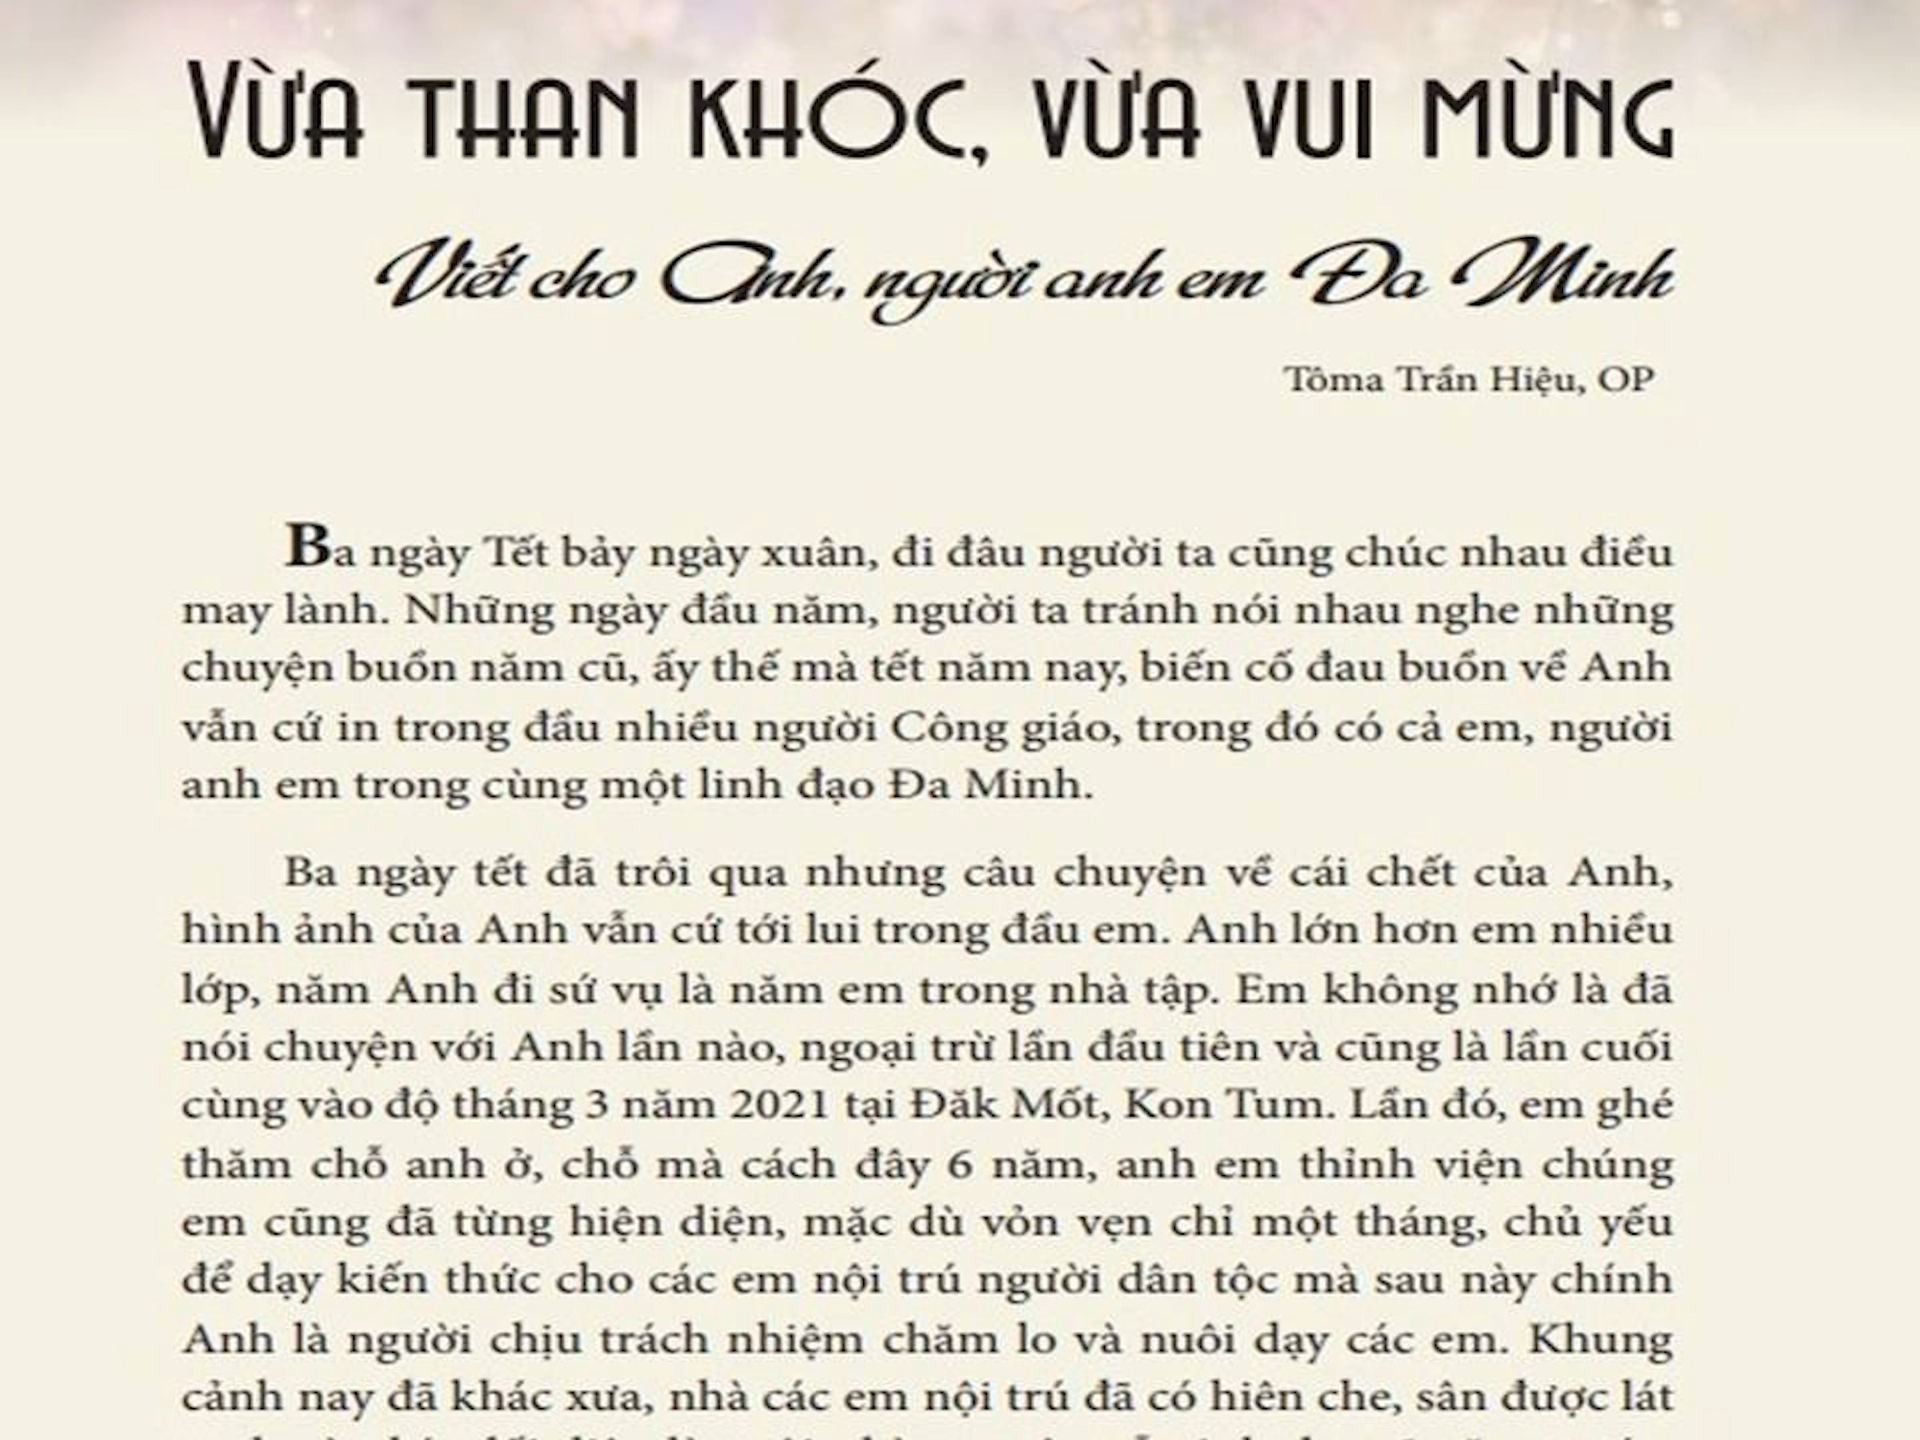 VỪA THAN KHÓC, VỪA VUI MỪNG
Viết cho Anh, người anh em Đa Minh
Tôma Trần Hiệu, OP
Ba ngày Tết bảy ngày xuân, đi đâu người ta cũng chúc nhau điều
may lành. Những ngày đầu năm, người ta tránh nói nhau nghe những
chuyện buồn năm cũ, ấy thế mà tết năm nay, biến cố đau buồn về Anh
vẫn cứ in trong đầu nhiều người Công giáo, trong đó có cả em, người
anh em trong cùng một linh đạo Đa Minh.
Ba ngày tết đã trôi qua nhưng câu chuyện về cái chết của Anh,
hình ảnh của Anh vẫn cứ tới lui trong đầu em. Anh lớn hơn em nhiều
lớp, năm Anh đi sứ vụ là năm em trong nhà tập. Em không nhớ là đã
nói chuyện với Anh lần nào, ngoại trừ lần đầu tiên và cũng là lần cuối
cùng vào độ tháng 3 năm 2021 tại Đăk Mốt, Kon Tum. Lần đó, em ghé
thăm chỗ anh ở, chỗ mà cách đây 6 năm, anh em thỉnh viện chúng
em cũng đã từng hiện diện, mặc dù vỏn vẹn chỉ một tháng, chủ yếu
để dạy kiến thức cho các em nội trú người dân tộc mà sau này chính
Anh là người chịu trách nhiệm chăm lo và nuôi dạy các em. Khung
cảnh nay đã khác xưa, nhà các em nội trú đã có hiên che, sân được lát